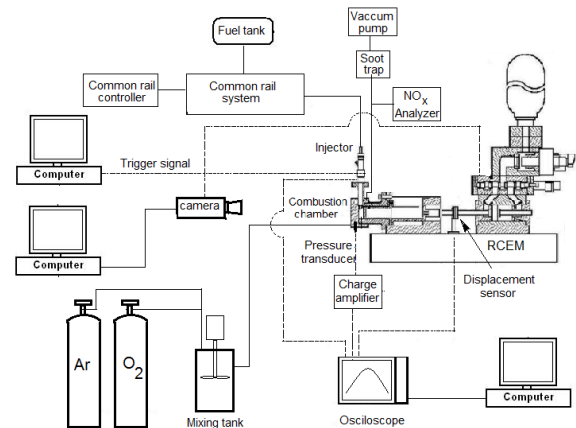 Vaccum
pump
Fuel tank
Soot
trap
Common rail
controller
Common rail
system
NOx
Analyzer
Injector
Trigger signal
Computer
camera
Combustion
chamber
Computer
Pressure
transducer
RCEM
Displacement
sensor
Charge
amplifier
Ar
O2
Mixing tank
Osciloscope
Computer